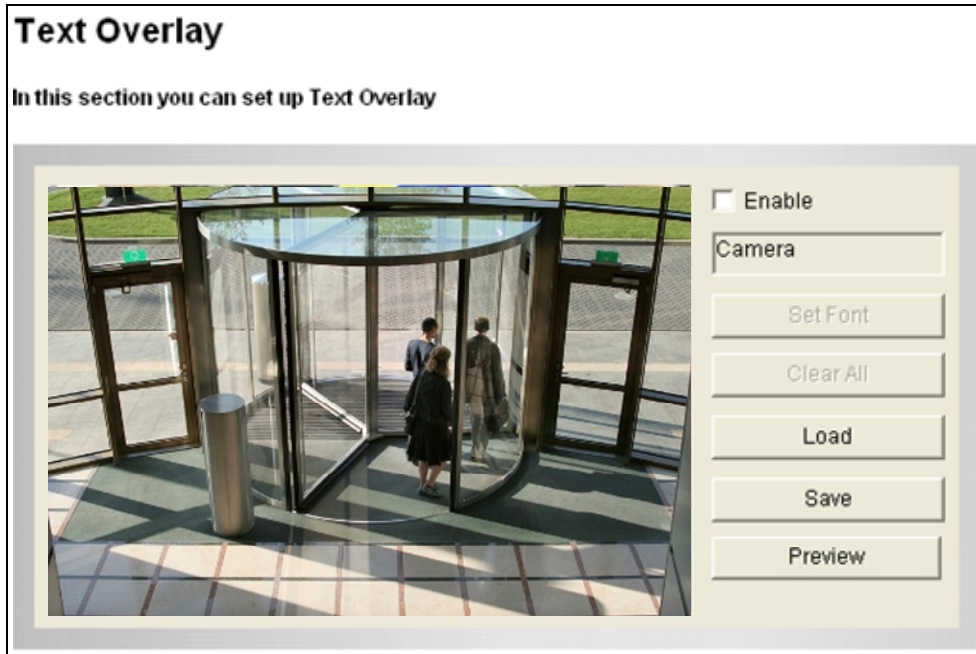 Text Overlay
In this section you can set up Text Overlay
Enable
Camera
Set Font
Clear All
Load
Save
Preview